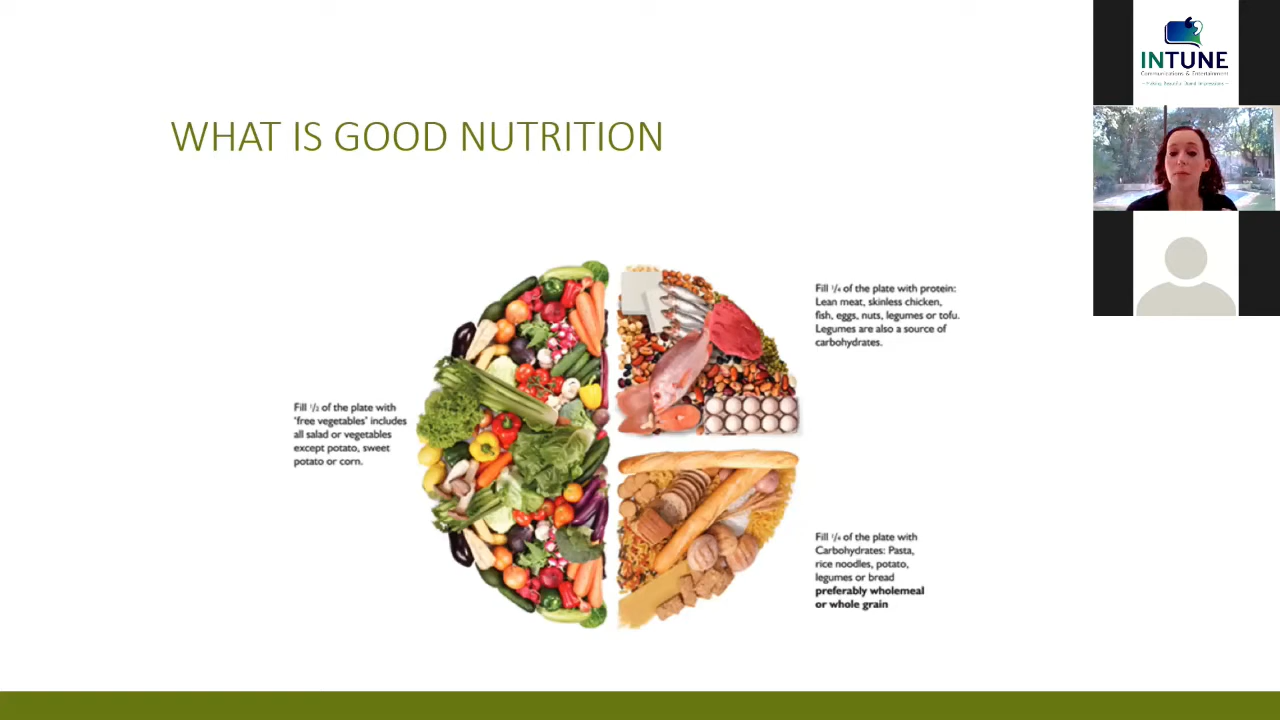 WHAT IS GOOD NUTRITION
Fill 1/2 of the plate with
'free vegetables' includes
all salad or vegetables
except potato, sweet
potato or corn.
Fill 1/4 of the plate with protein:
Lean meat, skinless chicken,
fish, eggs, nuts, legumes or tofu.
Legumes are also a source of
carbohydrates.
Fill 1/4 of the plate with
Carbohydrates: Pasta,
rice noodles, potato,
legumes or bread
preferably wholemeal
or whole grain
INTUNE
Communications & Entertainment